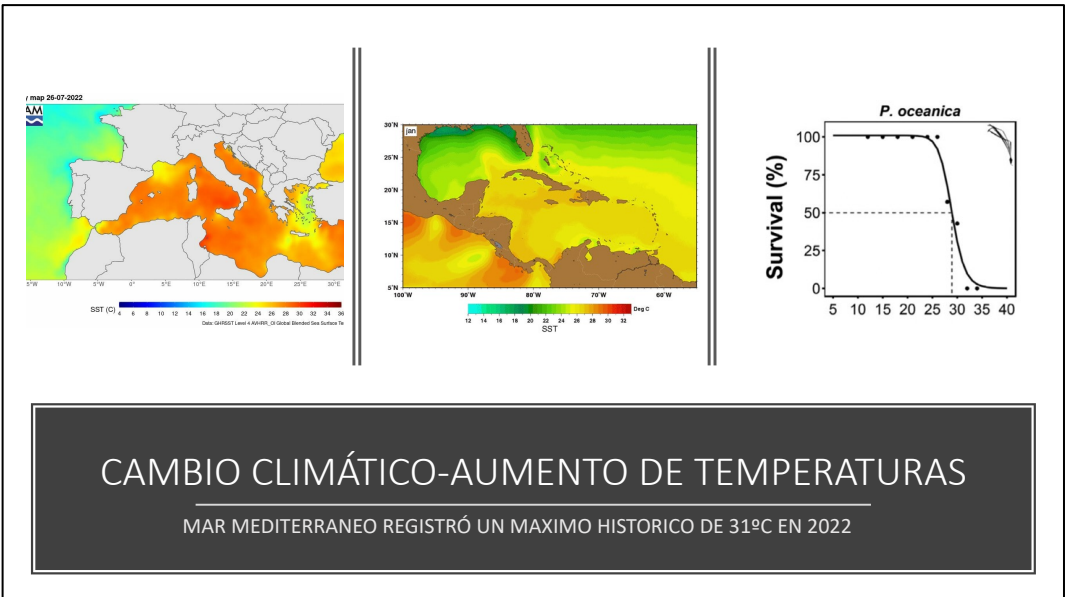 y map 26-07-2022
AM
5°W 10°W 5°W 0° 5°E 10°E 15°E 20°E 25°E 30°E
SST (C) 4 6 8 10 12 14 16 18 20 22 24 26 28 30 32 34 36
Data: GHRSST Level 4 AVHRR_OI Global Blended Sea Surface Te
jan
30°N
25°N
20°N
15°N
10°N
5°N
100°W 90°W 80°W 70°W 60°W
12 14 16 18 20 22 24 26 28 30 32 Deg C
SST
P. oceanica
Survival (%)
100
75
50
25
0
5 10 15 20 25 30 35 40
CAMBIO CLIMÁTICO-AUMENTO DE TEMPERATURAS
MAR MEDITERRANEO REGISTRÓ UN MAXIMO HISTORICO DE 31ºC EN 2022